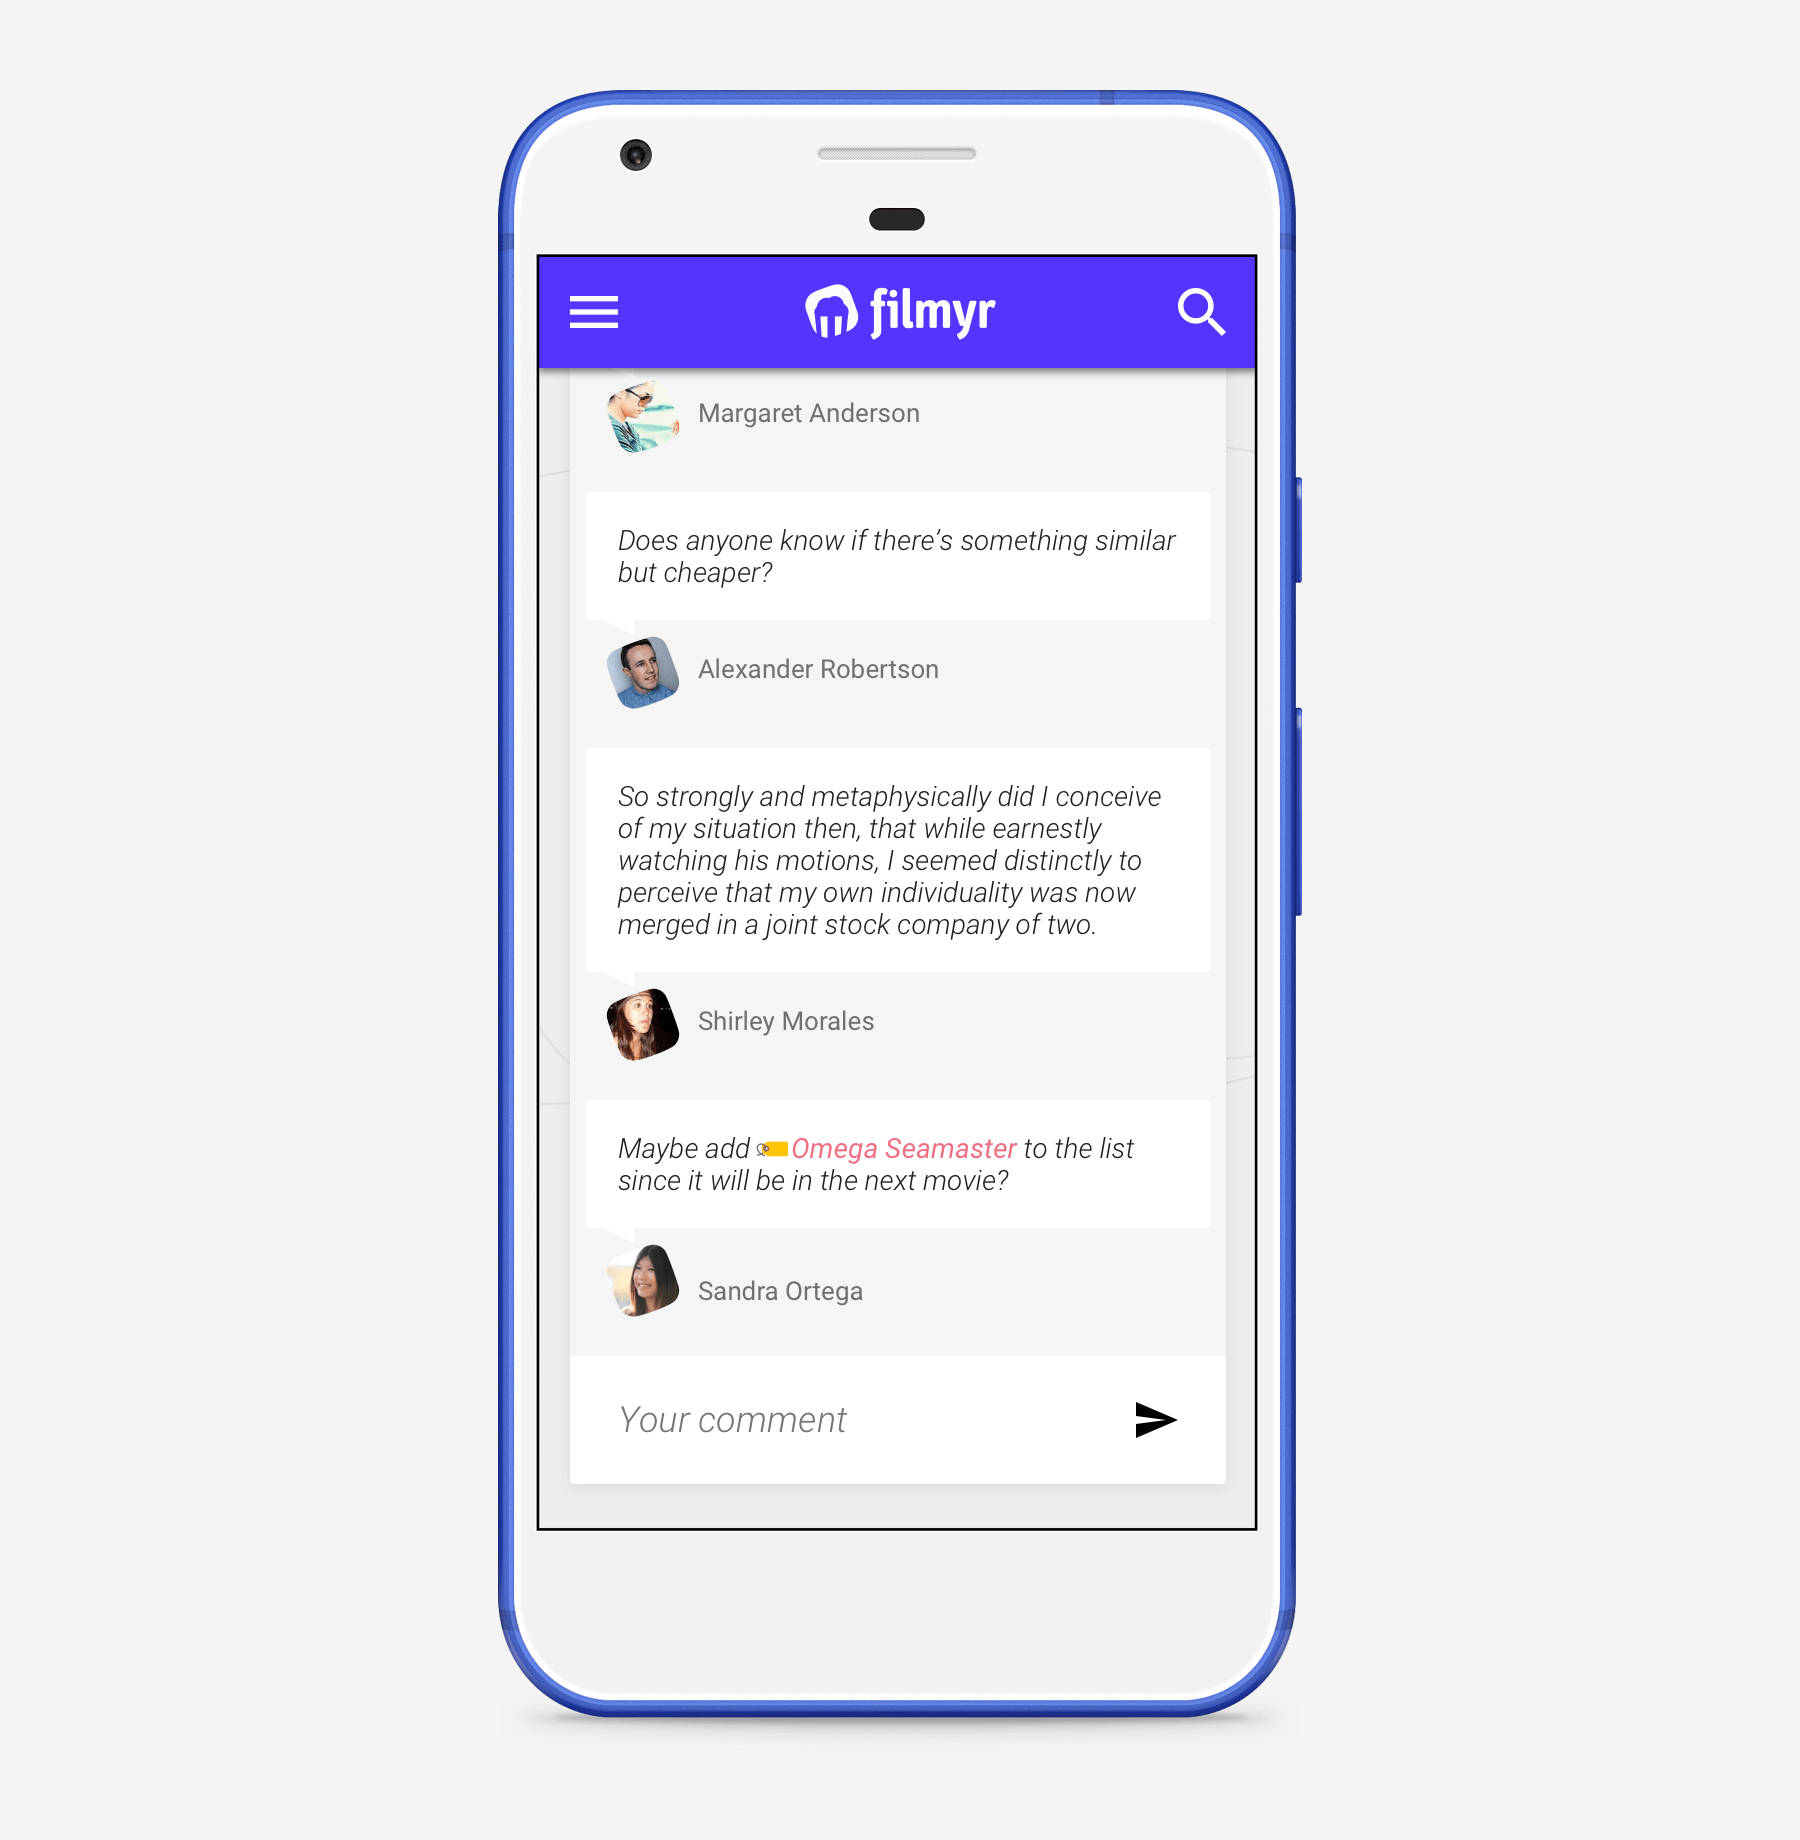 filmyr
Margaret Anderson
Does anyone know if there’s something similar
but cheaper?
Alexander Robertson
So strongly and metaphysically did I conceive
of my situation then, that while earnestly
watching his motions, I seemed distinctly to
perceive that my own individuality was now
merged in a joint stock company of two.
Shirley Morales
Maybe add Omega Seamaster to the list
since it will be in the next movie?
Sandra Ortega
Your comment